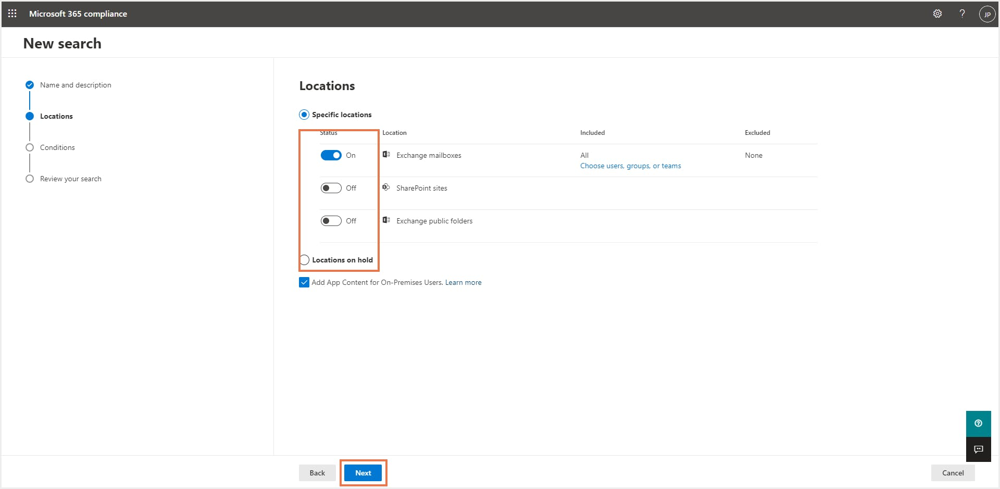 Microsoft 365 compliance
? JP
New search
Name and description
Locations
Conditions
Review your search
Locations
Specific locations
Status Location Included Excluded
On Exchange mailboxes All None
Choose users, groups, or teams
Off SharePoint sites
Off Exchange public folders
Locations on hold
Add App Content for On-Premises Users. Learn more
Back Next Cancel